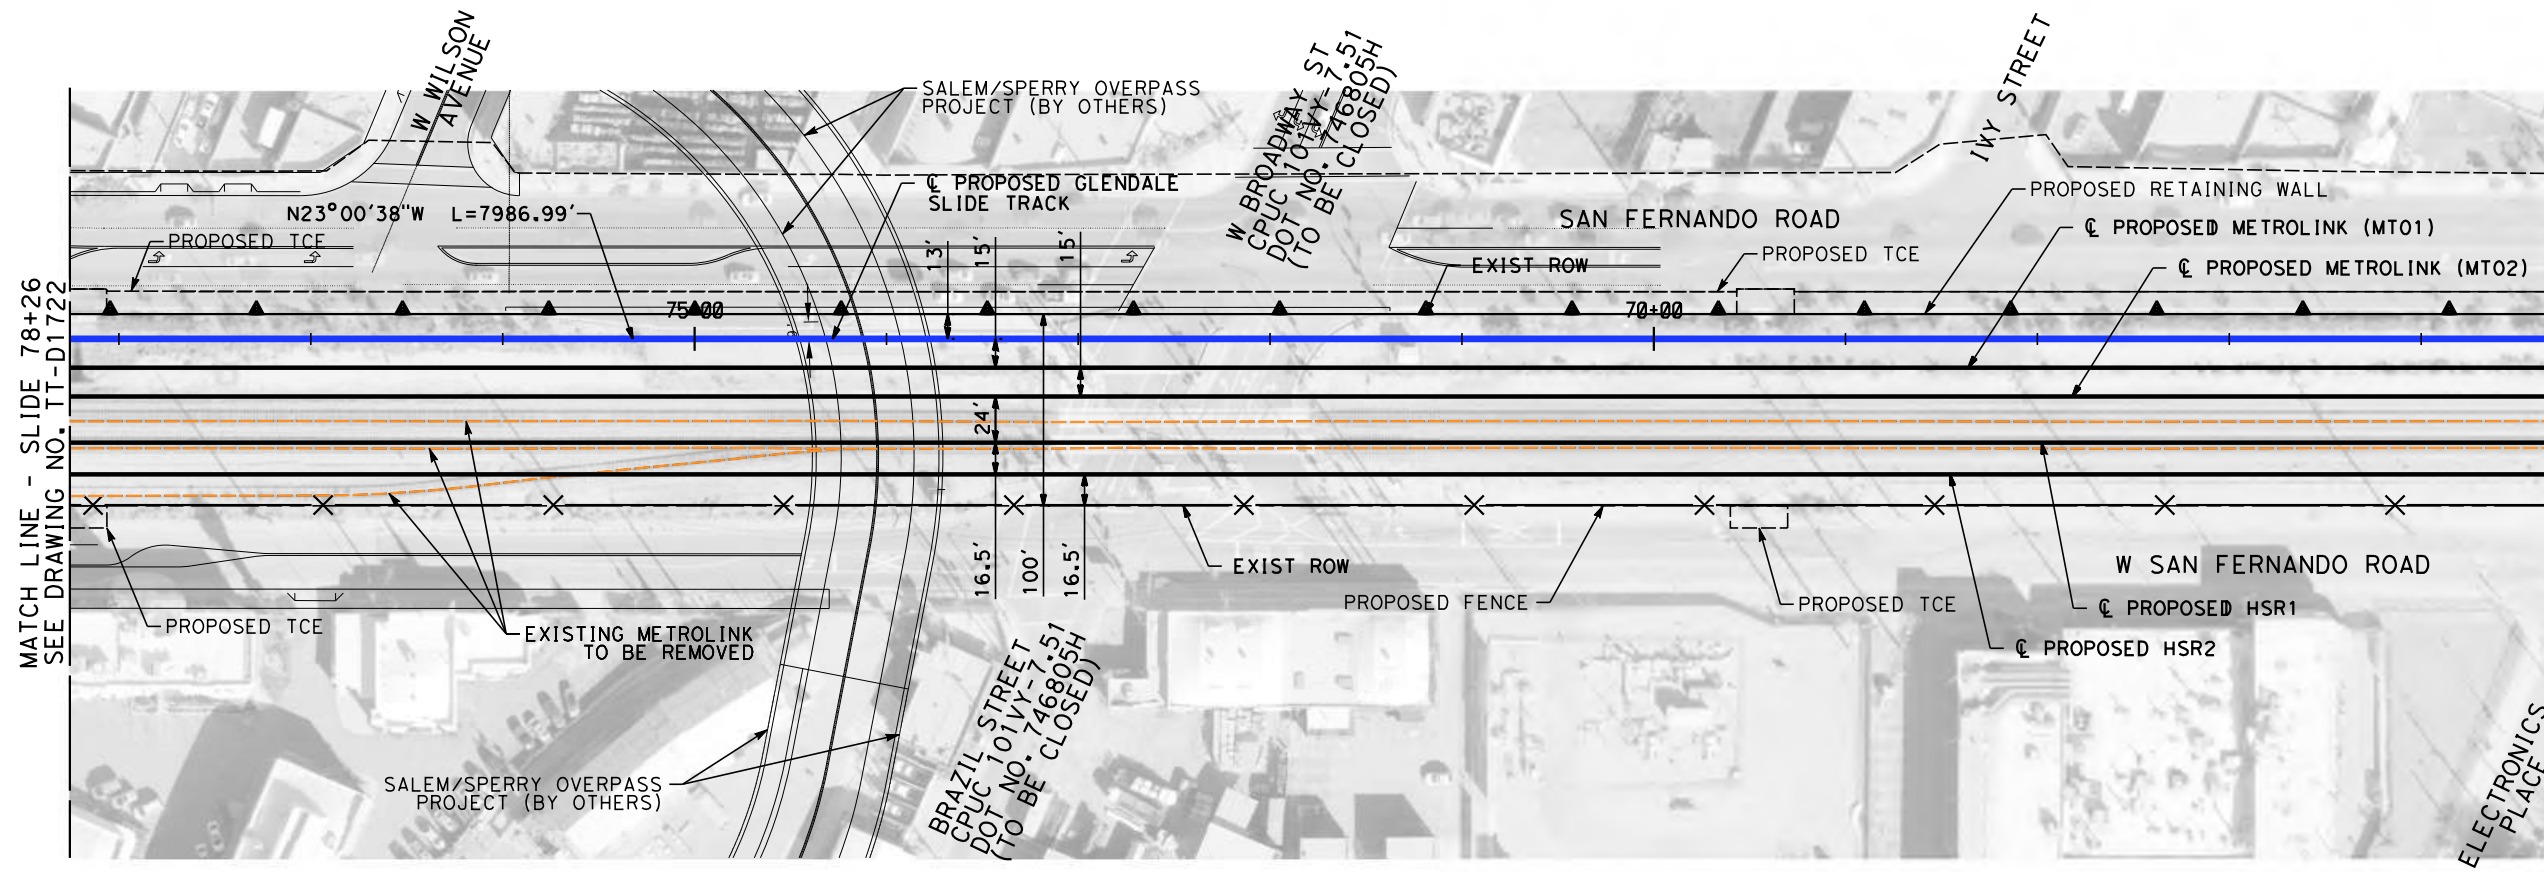 W WILSON
AVENUE
SALEM/SPERRY OVERPASS
PROJECT (BY OTHERS)
W BROADWAY ST
CPUC 101VY-7.51
DOT NO. 746805H
(TO BE CLOSED)
IVY STREET
℄ PROPOSED GLENDALE
SLIDE TRACK
N23°00'38"W L=7986.99'
PROPOSED TCE
SAN FERNANDO ROAD
PROPOSED RETAINING WALL
℄ PROPOSED METROLINK (MT01)
PROPOSED TCE
℄ PROPOSED METROLINK (MT02)
EXIST ROW
13'
15'
15'
75+00
70+00
MATCH LINE - SLIDE 78+26
SEE DRAWING NO. TT-D1722
24'
16.5'
100'
16.5'
EXIST ROW
W SAN FERNANDO ROAD
PROPOSED FENCE
PROPOSED TCE
℄ PROPOSED HSR1
℄ PROPOSED HSR2
PROPOSED TCE
EXISTING METROLINK
TO BE REMOVED
SALEM/SPERRY OVERPASS
PROJECT (BY OTHERS)
BRAZIL STREET
CPUC 101VY-7.51
DOT NO. 746805H
(TO BE CLOSED)
ELECTRONICS
PLACE